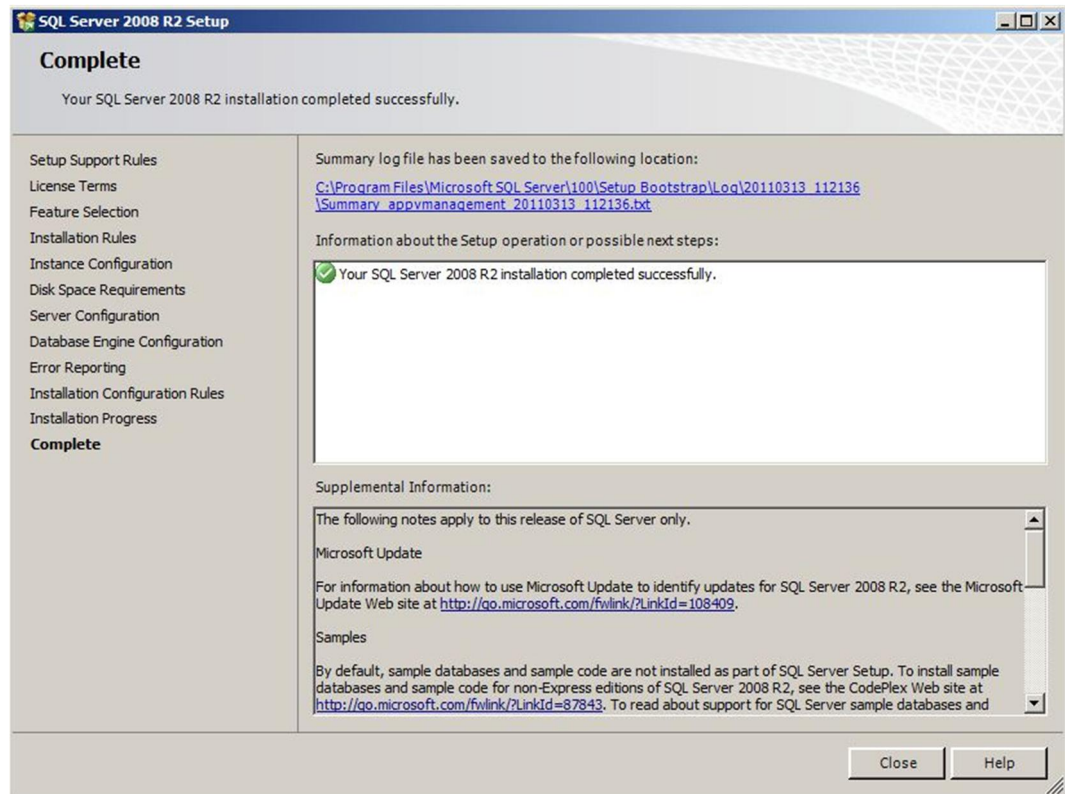 SQL Server 2008 R2 Setup
Complete
Your SQL Server 2008 R2 installation completed successfully.
Setup Support Rules
License Terms
Feature Selection
Installation Rules
Instance Configuration
Disk Space Requirements
Server Configuration
Database Engine Configuration
Error Reporting
Installation Configuration Rules
Installation Progress
Complete
Summary log file has been saved to the following location:
C:\Program Files\Microsoft SQL Server\100\Setup Bootstrap\Log\20110313_112136
\Summary_appvmanagement_20110313_112136.txt
Information about the Setup operation or possible next steps:
Your SQL Server 2008 R2 installation completed successfully.
Supplemental Information:
The following notes apply to this release of SQL Server only.
Microsoft Update
For information about how to use Microsoft Update to identify updates for SQL Server 2008 R2, see the Microsoft
Update Web site at http://go.microsoft.com/fwlink/?LinkId=108409.
Samples
By default, sample databases and sample code are not installed as part of SQL Server Setup. To install sample
databases and sample code for non-Express editions of SQL Server 2008 R2, see the CodePlex Web site at
http://go.microsoft.com/fwlink/?LinkId=87843. To read about support for SQL Server sample databases and
Close
Help